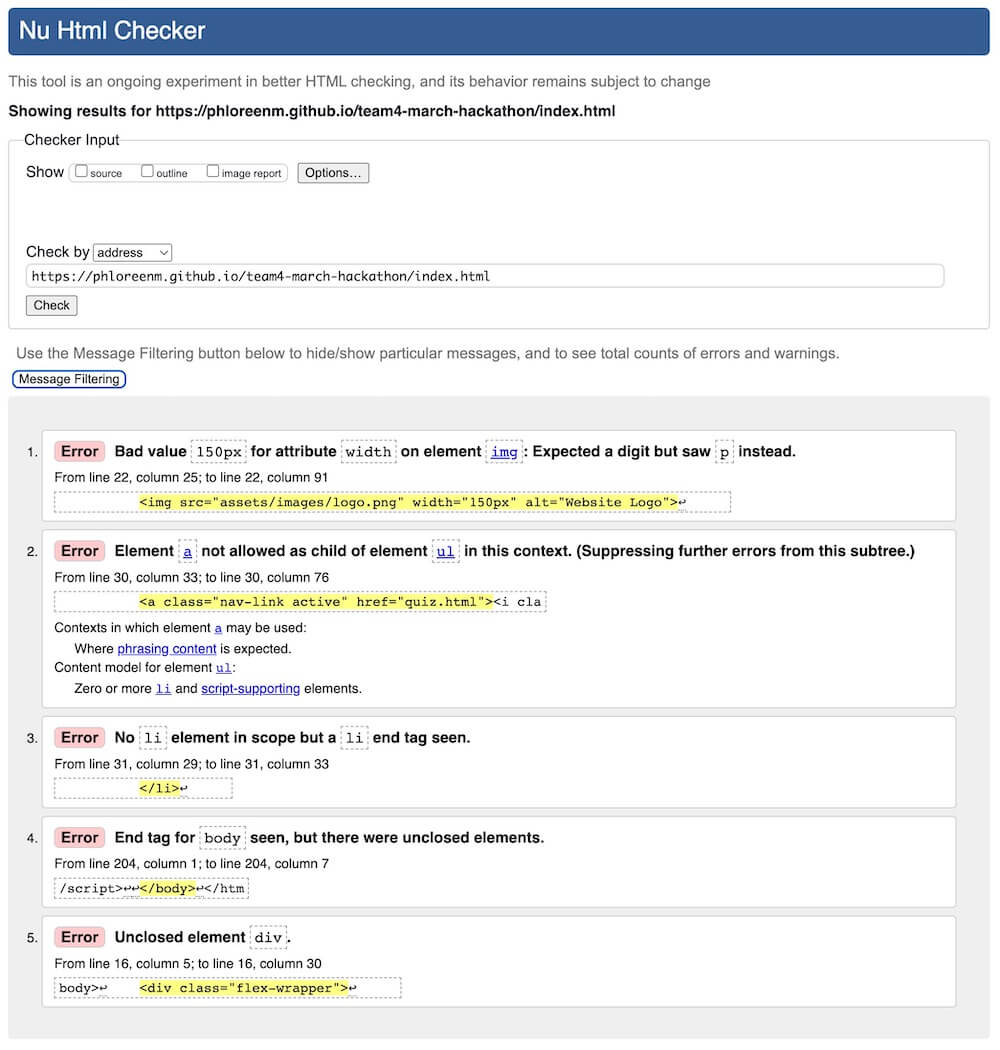 Nu Html Checker
This tool is an ongoing experiment in better HTML checking, and its behavior remains subject to change
Showing results for https://phloreenm.github.io/team4-march-hackathon/index.html
Checker Input
Show source outline image report Options...
Check by address
https://phloreenm.github.io/team4-march-hackathon/index.html
Check
Use the Message Filtering button below to hide/show particular messages, and to see total counts of errors and warnings.
Message Filtering
1. Error Bad value 150px for attribute width on element img: Expected a digit but saw p instead.
From line 22, column 25; to line 22, column 91
<img src="assets/images/logo.png" width="150px" alt="Website Logo">↩
2. Error Element a not allowed as child of element ul in this context. (Suppressing further errors from this subtree.)
From line 30, column 33; to line 30, column 76
<a class="nav-link active" href="quiz.html"><i cla
Contexts in which element a may be used:
Where phrasing content is expected.
Content model for element ul:
Zero or more li and script-supporting elements.
3. Error No li element in scope but a li end tag seen.
From line 31, column 29; to line 31, column 33
</li>↩
4. Error End tag for body seen, but there were unclosed elements.
From line 204, column 1; to line 204, column 7
/script>↩↩</body>↩</htm
5. Error Unclosed element div.
From line 16, column 5; to line 16, column 30
body>↩ <div class="flex-wrapper">↩